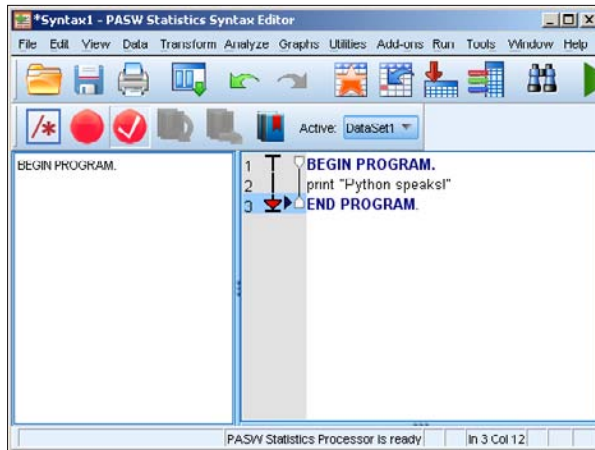 *Syntax1 - PASW Statistics Syntax Editor
File Edit View Data Transform Analyze Graphs Utilities Add-ons Run Tools Window Help
Active: DataSet1
BEGIN PROGRAM.
1 BEGIN PROGRAM.
2 print "Python speaks!"
3 END PROGRAM.
PASW Statistics Processor is ready In 3 Col 12